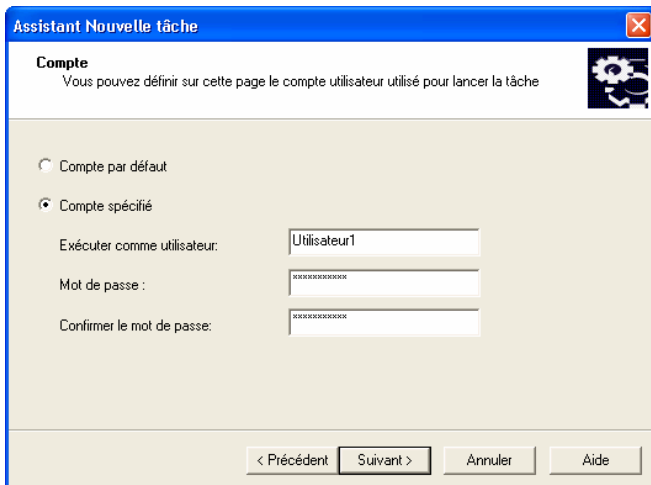 Assistant Nouvelle tâche
Compte
Vous pouvez définir sur cette page le compte utilisateur utilisé pour lancer la tâche
Compte par défaut
Compte spécifié
Exécuter comme utilisateur: Utilisateur1
Mot de passe : xxxxxxxxxxx
Confirmer le mot de passe: xxxxxxxxxxx
< Précédent Suivant > Annuler Aide